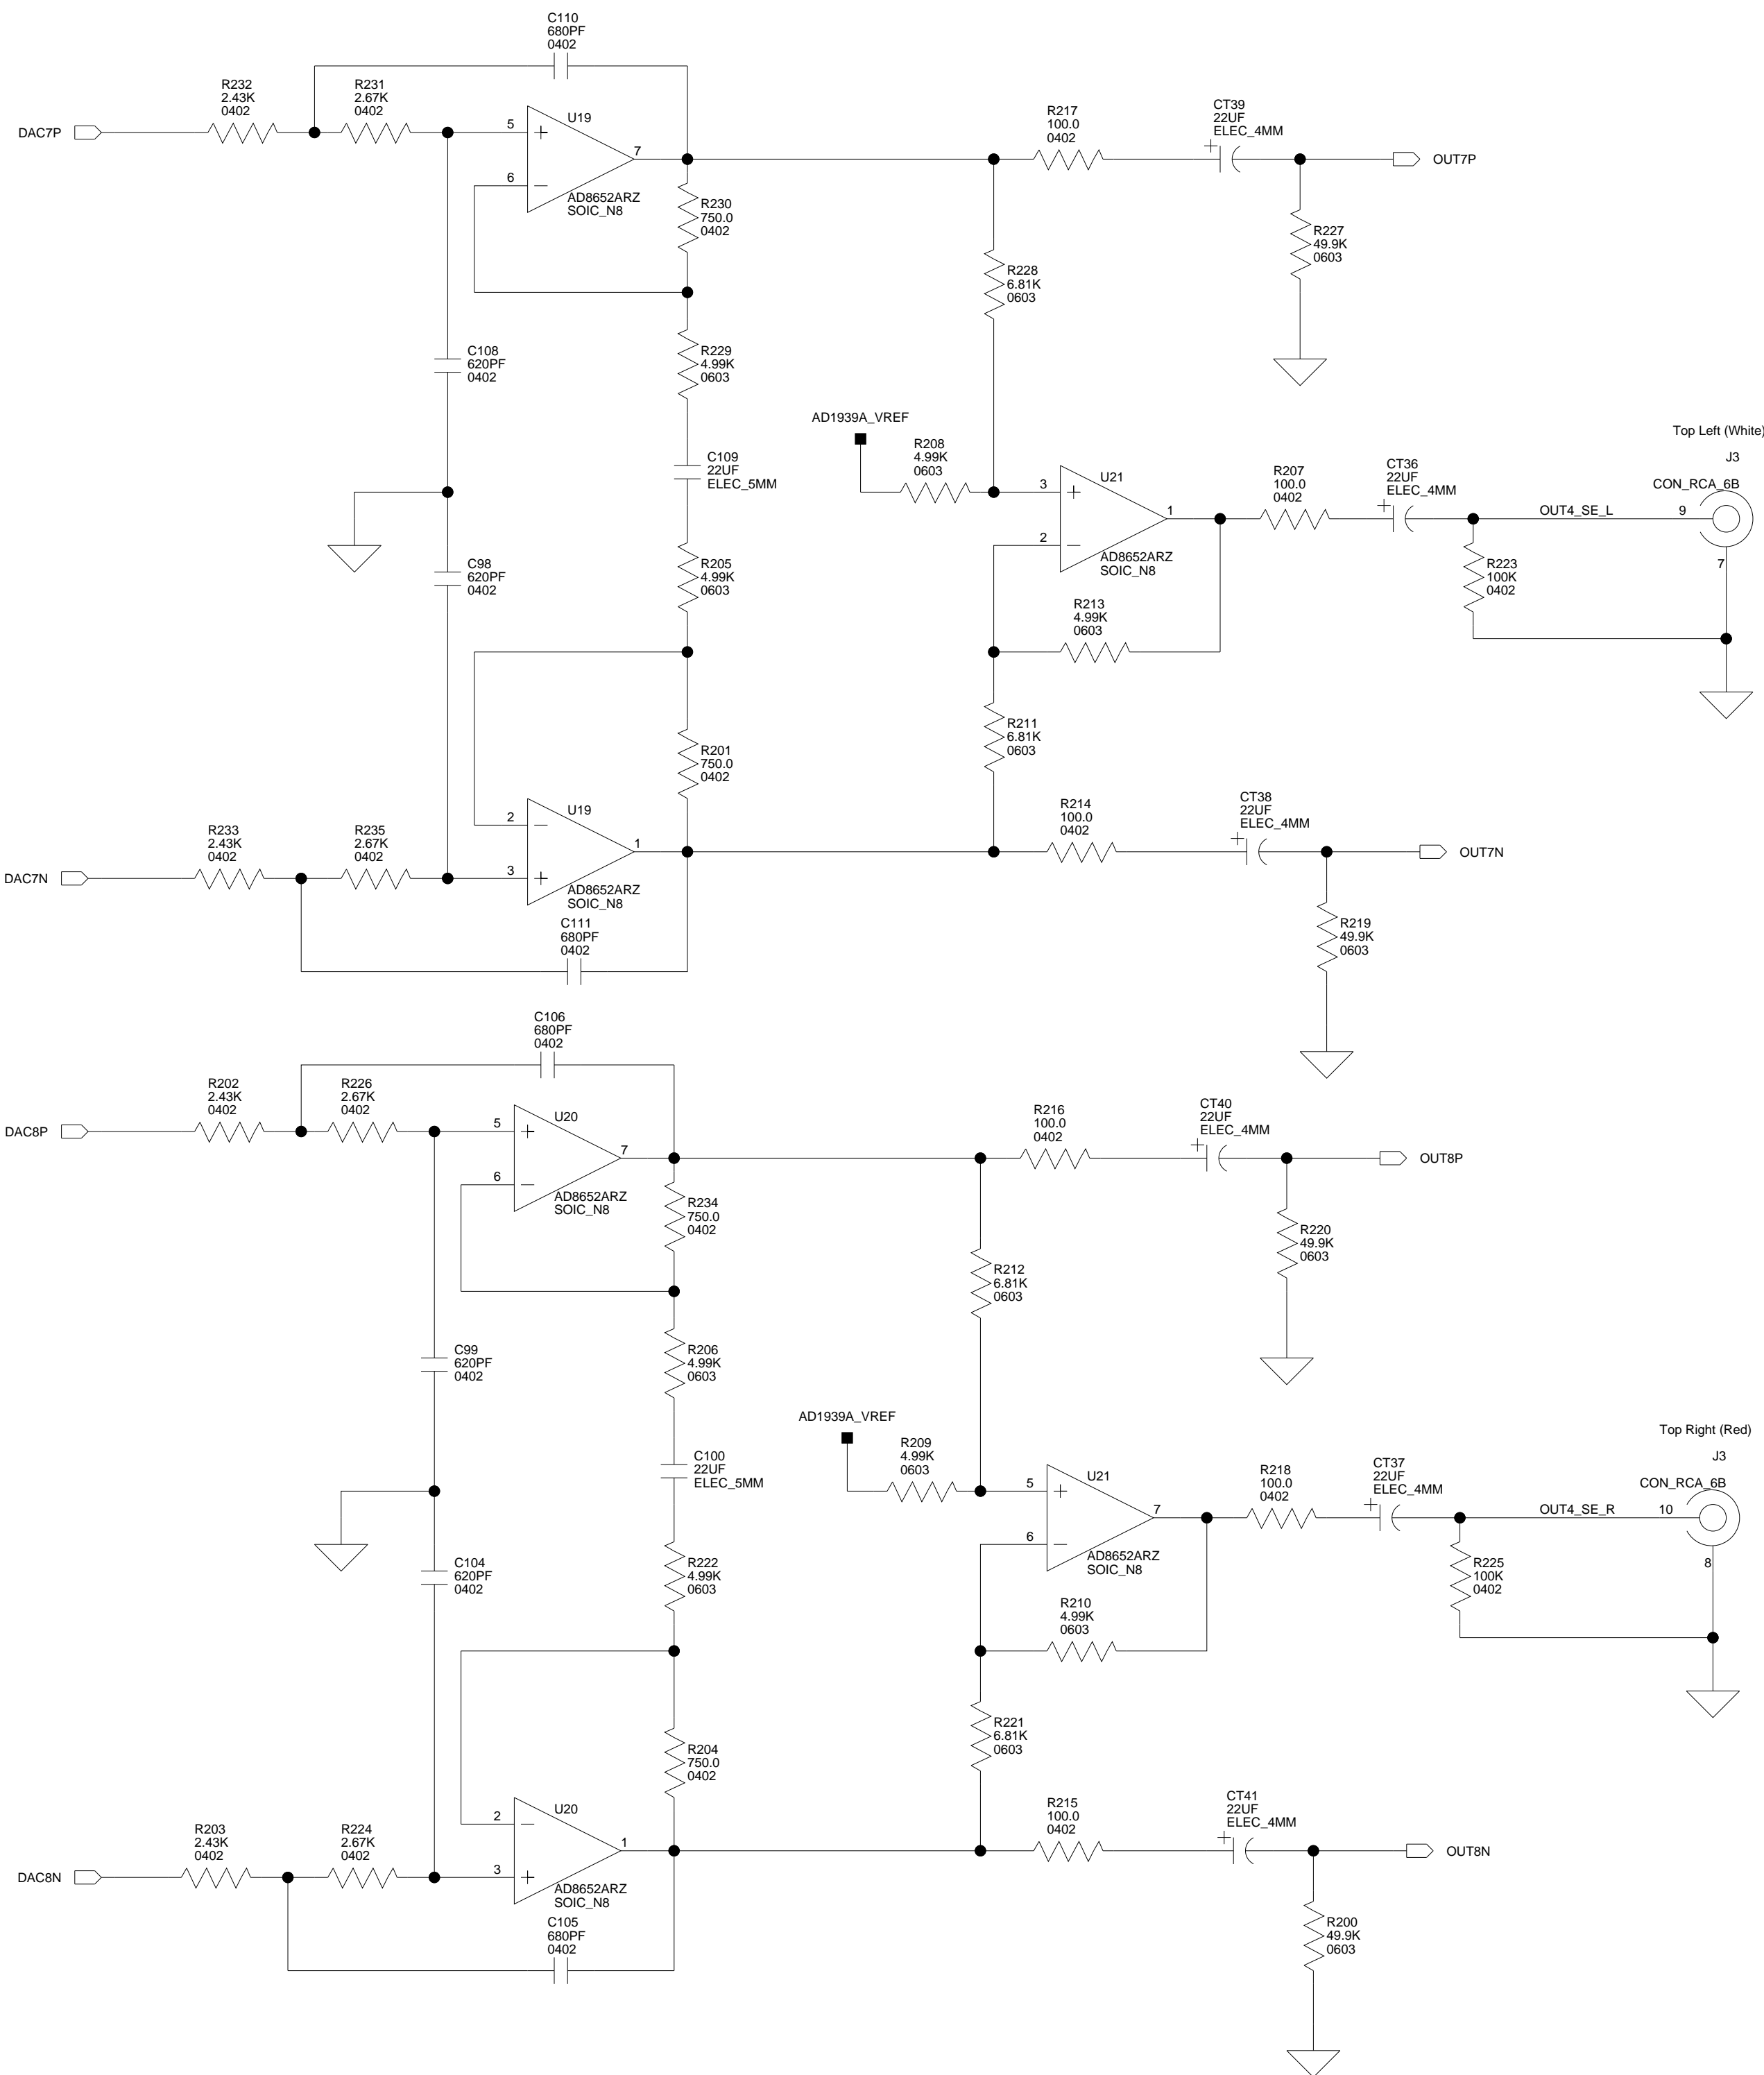 C110
680PF
0402
R232
2.43K
0402
R231
2.67K
0402
DAC7P
5
U19
7
6
AD8652ARZ
SOIC_N8
R230
750.0
0402
R217
100.0
0402
CT39
22UF
ELEC_4MM
+
OUT7P
R227
49.9K
0603
R228
6.81K
0603
C108
620PF
0402
R229
4.99K
0603
C109
22UF
ELEC_5MM
AD1939A_VREF
R208
4.99K
0603
3
U21
1
2
AD8652ARZ
SOIC_N8
R207
100.0
0402
CT36
22UF
ELEC_4MM
+
Top Left (White)
J3
CON_RCA_6B
OUT4_SE_L
9
7
R223
100K
0402
C98
620PF
0402
R205
4.99K
0603
R213
4.99K
0603
R211
6.81K
0603
R201
750.0
0402
R233
2.43K
0402
R235
2.67K
0402
DAC7N
2
U19
1
3
AD8652ARZ
SOIC_N8
C111
680PF
0402
R214
100.0
0402
CT38
22UF
ELEC_4MM
+
OUT7N
R219
49.9K
0603
C106
680PF
0402
R202
2.43K
0402
R226
2.67K
0402
DAC8P
5
U20
7
6
AD8652ARZ
SOIC_N8
R234
750.0
0402
R216
100.0
0402
CT40
22UF
ELEC_4MM
+
OUT8P
R220
49.9K
0603
R212
6.81K
0603
C99
620PF
0402
R206
4.99K
0603
C100
22UF
ELEC_5MM
AD1939A_VREF
R209
4.99K
0603
5
U21
7
6
AD8652ARZ
SOIC_N8
R218
100.0
0402
CT37
22UF
ELEC_4MM
+
Top Right (Red)
J3
CON_RCA_6B
OUT4_SE_R
10
8
R225
100K
0402
C104
620PF
0402
R222
4.99K
0603
R210
4.99K
0603
R221
6.81K
0603
R204
750.0
0402
R203
2.43K
0402
R224
2.67K
0402
DAC8N
2
U20
1
3
AD8652ARZ
SOIC_N8
C105
680PF
0402
R215
100.0
0402
CT41
22UF
ELEC_4MM
+
OUT8N
R200
49.9K
0603